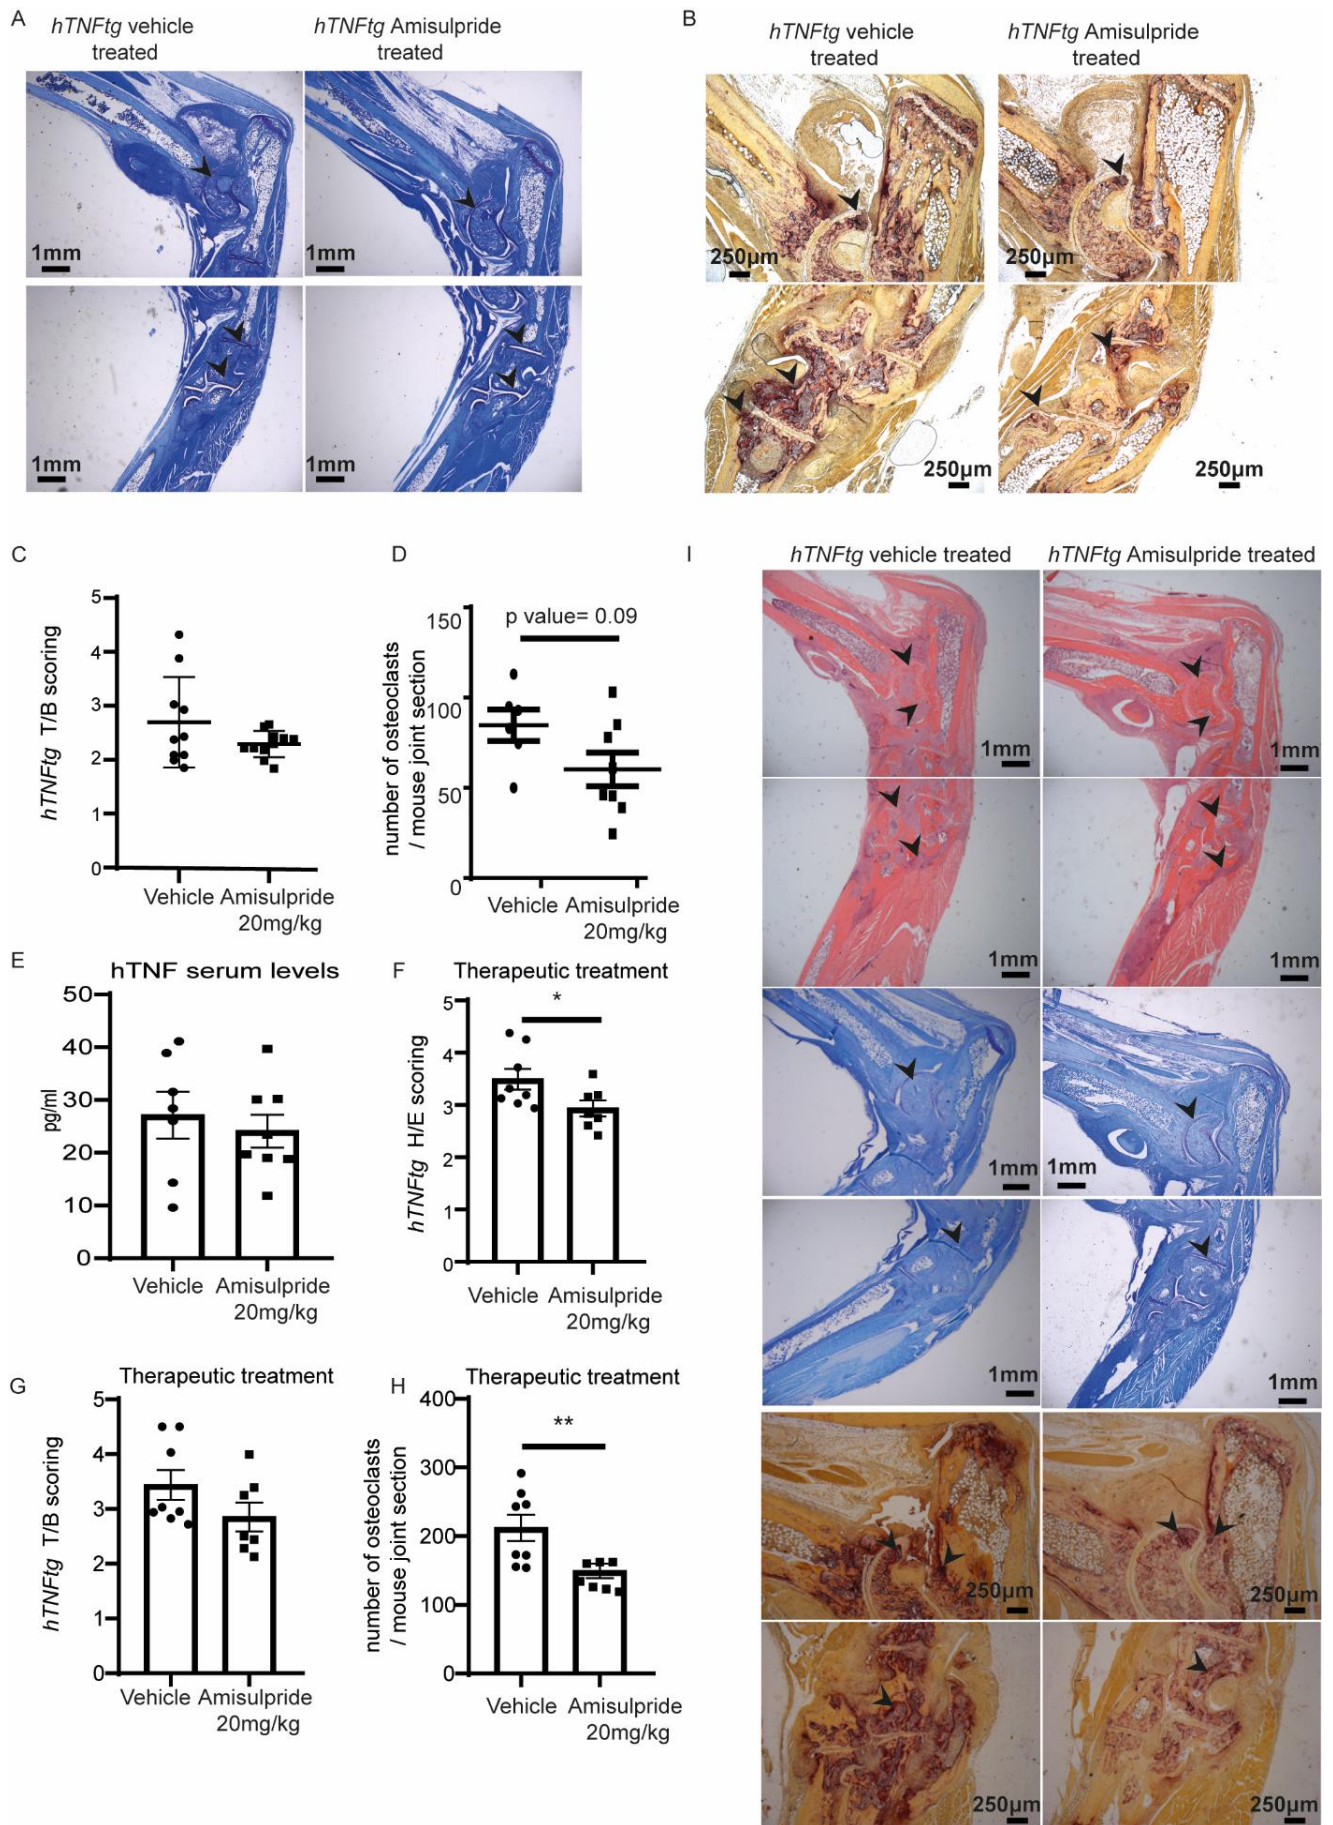 A
hTNFtg vehicle
treated
hTNFtg Amisulpride
treated
1mm
1mm
1mm
1mm
B
hTNFtg vehicle
treated
hTNFtg Amisulpride
treated
250µm
250µm
250µm
250µm
C
hTNFtg T/B scoring
5
4
3
2
1
0
Vehicle
Amisulpride
20mg/kg
D
number of osteoclasts
/ mouse joint section
p value= 0.09
150
100
50
0
Vehicle
Amisulpride
20mg/kg
E
hTNF serum levels
pg/ml
50
40
30
20
10
0
Vehicle
Amisulpride
20mg/kg
F
Therapeutic treatment
hTNFtg H/E scoring
*
5
4
3
2
1
0
Vehicle
Amisulpride
20mg/kg
G
Therapeutic treatment
hTNFtg T/B scoring
5
4
3
2
1
0
Vehicle
Amisulpride
20mg/kg
H
Therapeutic treatment
number of osteoclasts
/ mouse joint section
**
400
300
200
100
0
Vehicle
Amisulpride
20mg/kg
I
hTNFtg vehicle treated
hTNFtg Amisulpride treated
1mm
1mm
1mm
1mm
1mm
1mm
1mm
1mm
250µm
250µm
250µm
250µm